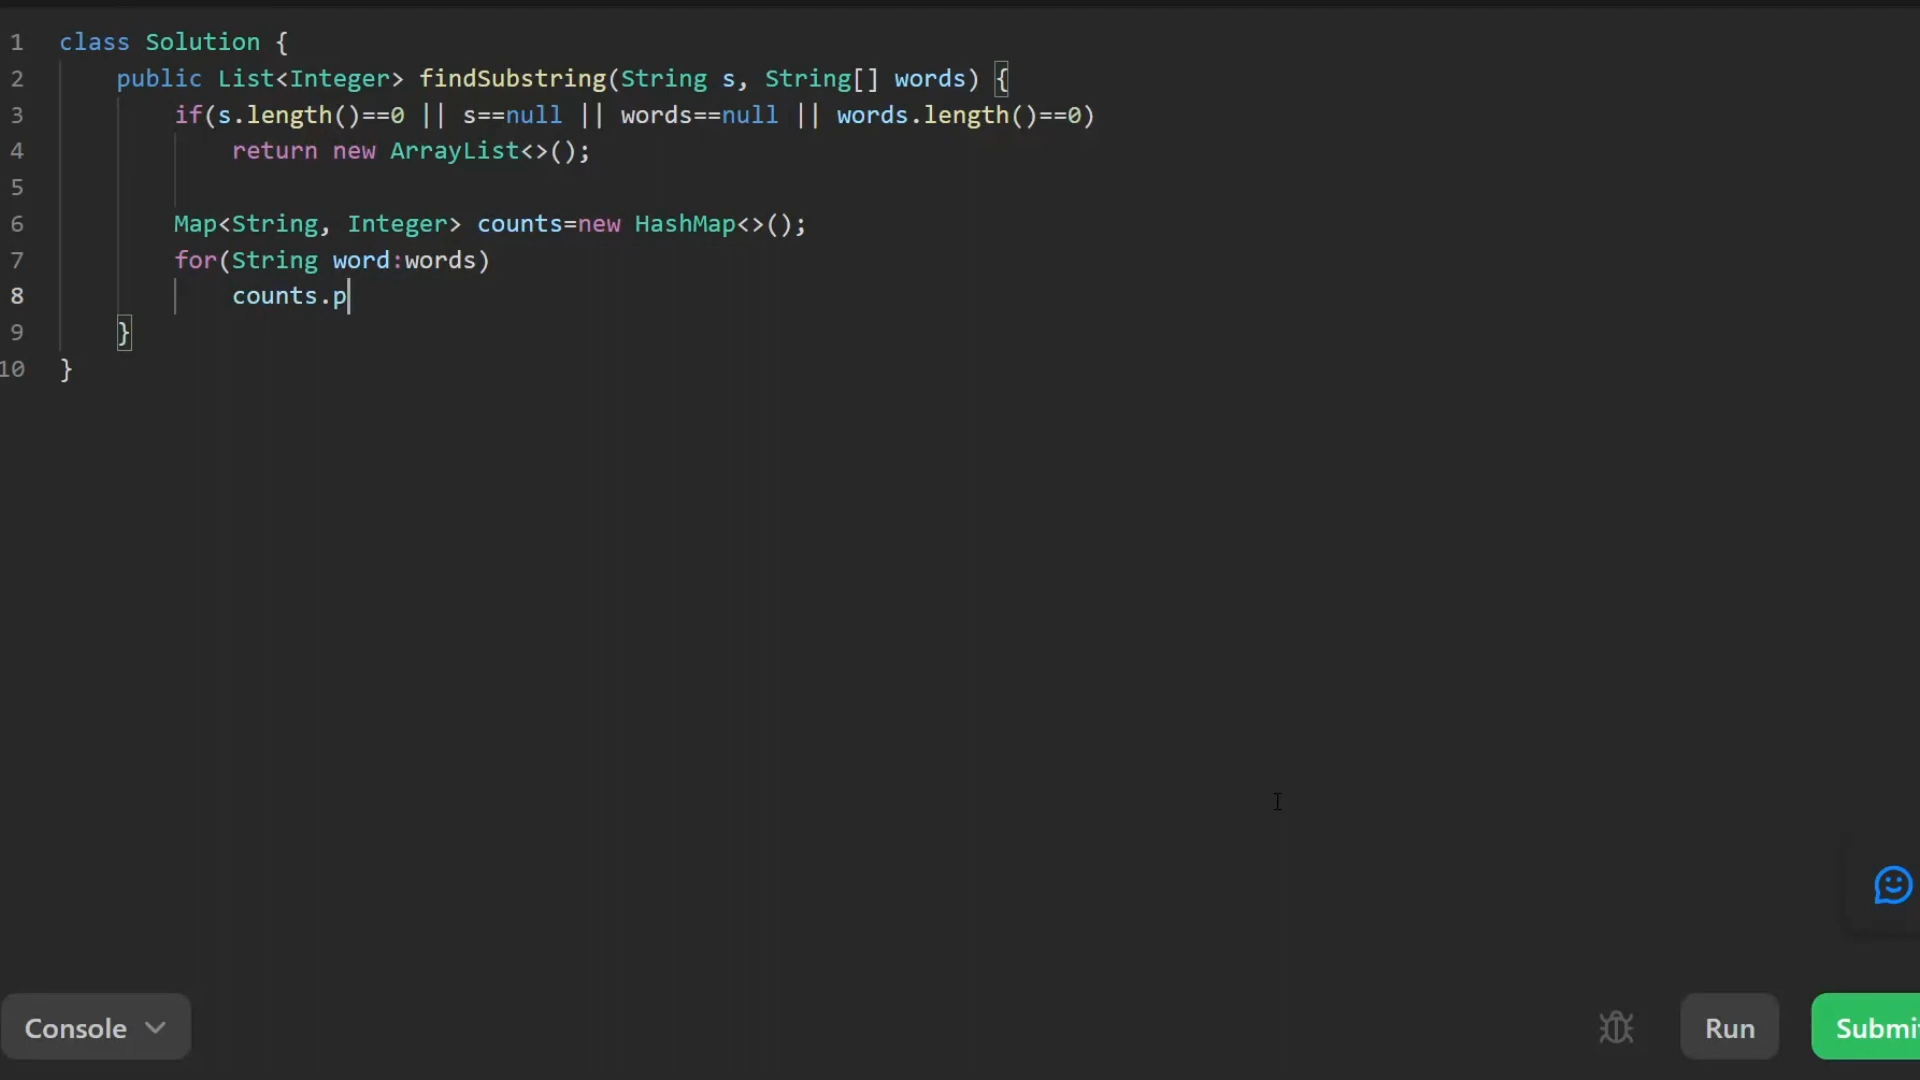 1 class Solution {
2 public List<Integer> findSubstring(String s, String[] words) {
3 if(s.length()==0 || s==null || words==null || words.length()==0)
4 return new ArrayList<>();
5
6 Map<String, Integer> counts=new HashMap<>();
7 for(String word:words)
8 counts.p
9 }
10 }
Console
Run
Submi